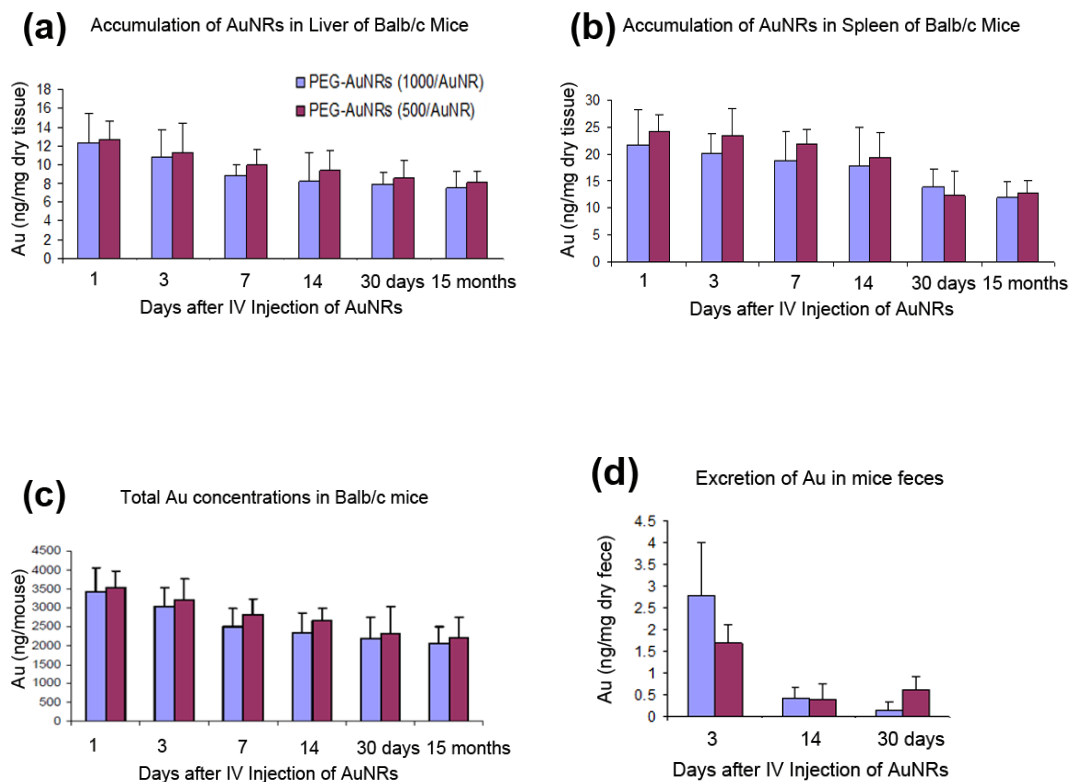 (a)
Accumulation of AuNRs in Liver of Balb/c Mice
PEG-AuNRs (1000/AuNR)
PEG-AuNRs (500/AuNR)
Au (ng/mg dry tissue)
18
16
14
12
10
8
6
4
2
0
1 3 7 14 30 days 15 months
Days after IV Injection of AuNRs
(b)
Accumulation of AuNRs in Spleen of Balb/c Mice
Au (ng/mg dry tissue)
30
25
20
15
10
5
0
1 3 7 14 30 days 15 months
Days after IV Injection of AuNRs
(c)
Total Au concentrations in Balb/c mice
Au (ng/mouse)
4500
4000
3500
3000
2500
2000
1500
1000
500
0
1 3 7 14 30 days 15 months
Days after IV Injection of AuNRs
(d)
Excretion of Au in mice feces
Au (ng/mg dry fece)
4.5
4
3.5
3
2.5
2
1.5
1
0.5
0
3 14 30 days
Days after IV Injection of AuNRs